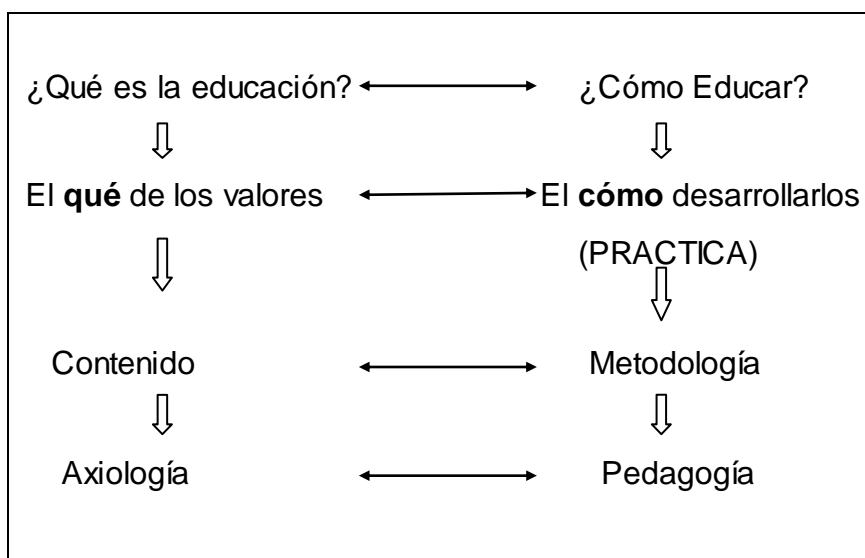 ¿Qué es la educación? ¿Cómo Educar?
El qué de los valores El cómo desarrollarlos
(PRACTICA)
Contenido Metodología
Axiología Pedagogía